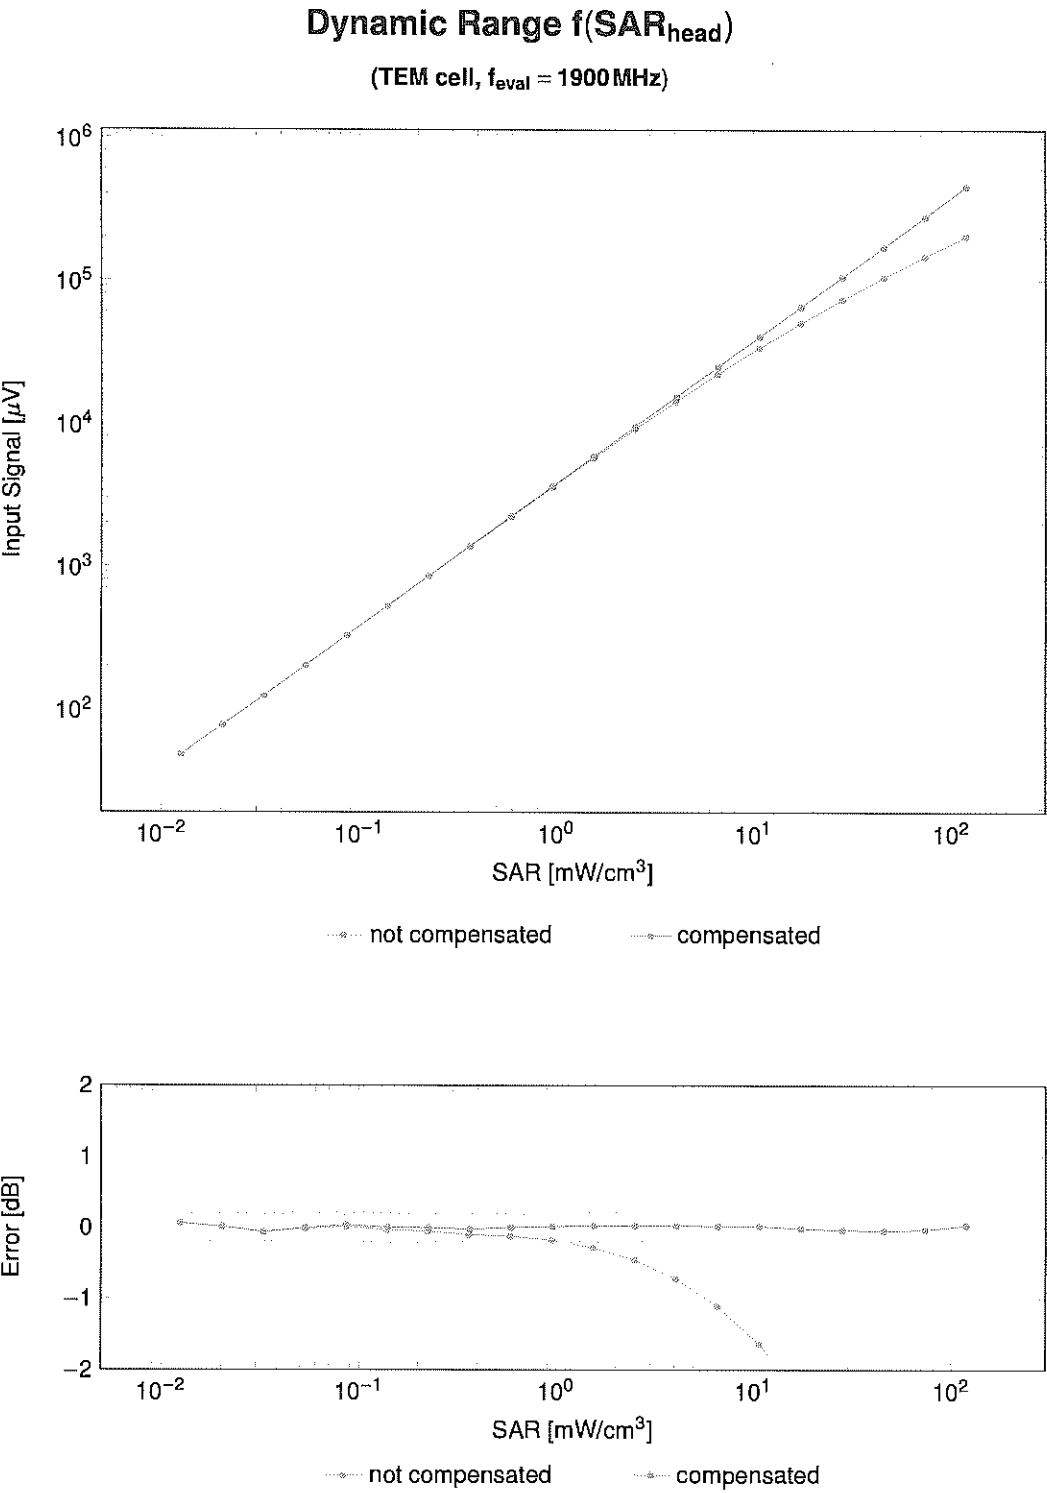 Dynamic Range f(SAR_head)
(TEM cell, f_eval = 1900 MHz)
10^6
10^5
10^4
10^3
10^2
Input Signal [µV]
10^−2 10^−1 10^0 10^1 10^2
SAR [mW/cm^3]
not compensated compensated
2
1
0
−1
−2
Error [dB]
10^−2 10^−1 10^0 10^1 10^2
SAR [mW/cm^3]
not compensated compensated